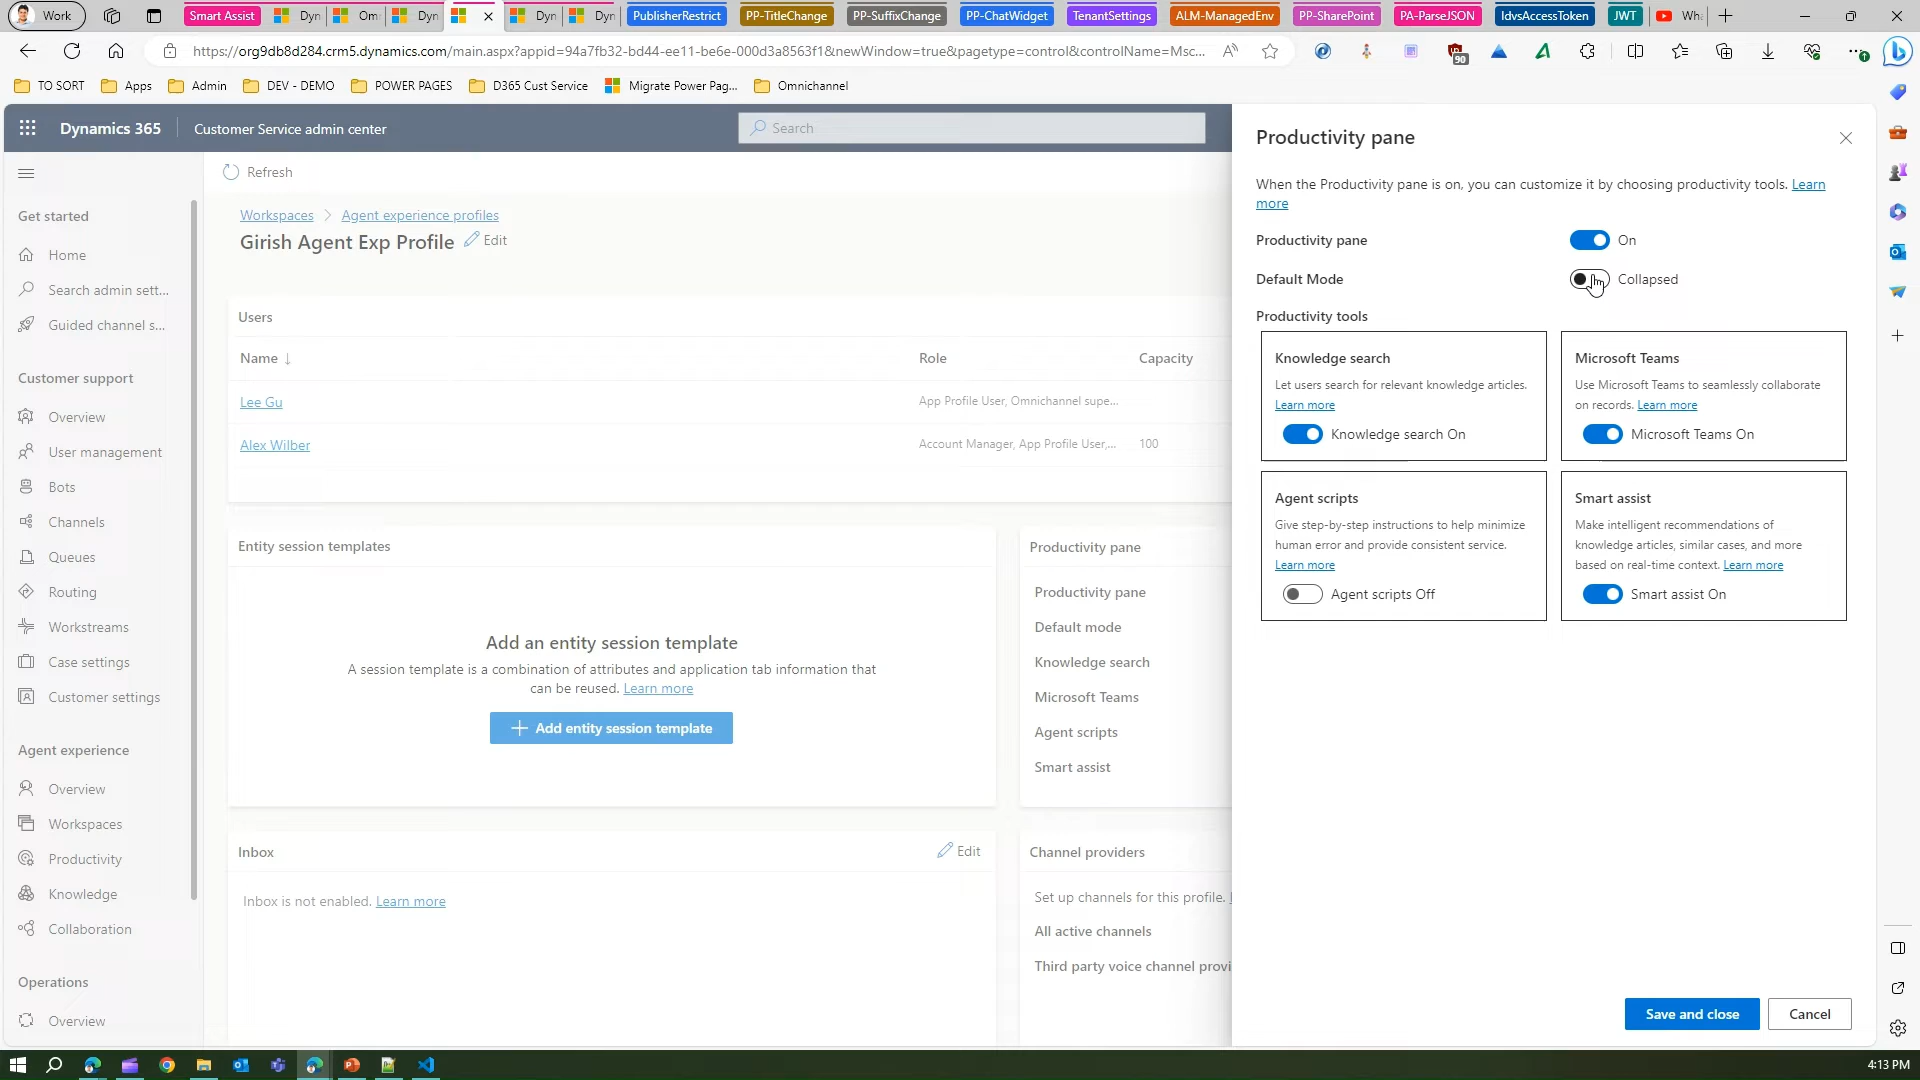 Work
Smart Assist
Dyn
Om
Dyn
Dyn
Dyn
PublisherRestrict
PP-TitleChange
PP-SuffixChange
PP-ChatWidget
TenantSettings
ALM-ManagedEnv
PP-SharePoint
PA-ParseJSON
IdvsAccessToken
JWT
Wh
https://org9db8d284.crm5.dynamics.com/main.aspx?appid=94a7fb32-bd44-ee11-be6e-000d3a8563f1&newWindow=true&pagetype=control&controlName=Msc...
90
TO SORT
Apps
Admin
DEV - DEMO
POWER PAGES
D365 Cust Service
Migrate Power Pag...
Omnichannel
Dynamics 365
Customer Service admin center
Search
Refresh
Get started
Home
Search admin sett...
Guided channel s...
Customer support
Overview
User management
Bots
Channels
Queues
Routing
Workstreams
Case settings
Customer settings
Agent experience
Overview
Workspaces
Productivity
Knowledge
Collaboration
Operations
Overview
Workspaces > Agent experience profiles
Girish Agent Exp Profile
Edit
Users
Name ↓ Role Capacity
Lee Gu App Profile User, Omnichannel supe...
Alex Wilber Account Manager, App Profile User,... 100
Entity session templates
Add an entity session template
A session template is a combination of attributes and application tab information that
can be reused. Learn more
Add entity session template
Productivity pane
Productivity pane
Default mode
Knowledge search
Microsoft Teams
Agent scripts
Smart assist
Inbox
Edit
Inbox is not enabled. Learn more
Channel providers
Set up channels for this profile.
All active channels
Third party voice channel provi
Productivity pane
When the Productivity pane is on, you can customize it by choosing productivity tools. Learn
more
Productivity pane On
Default Mode Collapsed
Productivity tools
Knowledge search
Let users search for relevant knowledge articles.
Learn more
Knowledge search On
Microsoft Teams
Use Microsoft Teams to seamlessly collaborate
on records. Learn more
Microsoft Teams On
Agent scripts
Give step-by-step instructions to help minimize
human error and provide consistent service.
Learn more
Agent scripts Off
Smart assist
Make intelligent recommendations of
knowledge articles, similar cases, and more
based on real-time context. Learn more
Smart assist On
Save and close
Cancel
4:13 PM